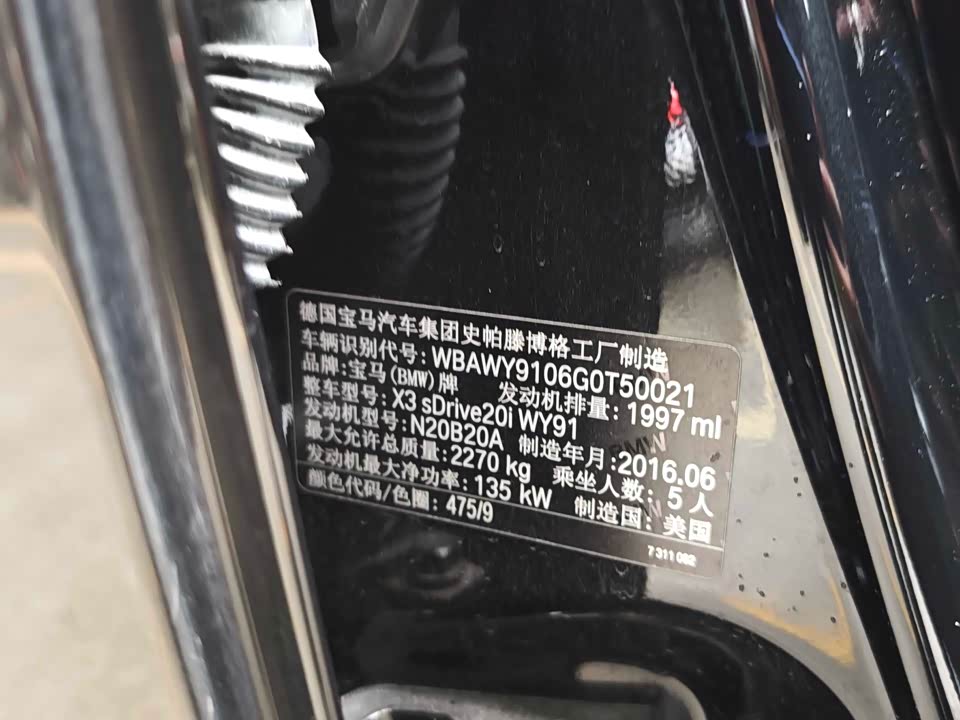 德国宝马汽车集团史帕滕博格工厂制造
车辆识别代号:WBAWY9106G0T50021
品牌:宝马(BMW)牌 发动机排量:1997 ml
整车型号:X3 sDrive20i WY91
发动机型号:N20B20A 制造年月:2016.06
最大允许总质量:2270 kg 乘坐人数:5人
发动机最大净功率:135 kW 制造国:美国
颜色代码/色圈:475/9
7 311 082